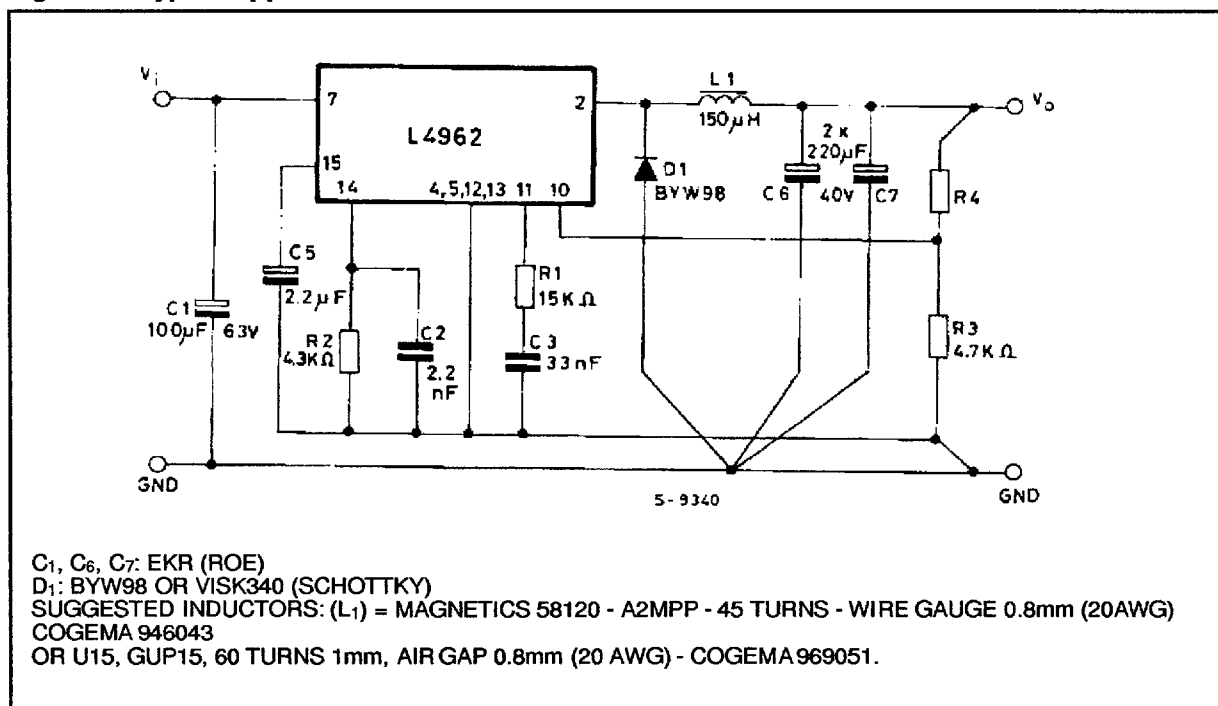 Vi
7
2
L4962
15
14
4,5,12,13
11
10
L1
150µH
Vo
2x
220µF
D1
BYW98
C6
40V
C7
R4
C5
2.2µF
R1
15KΩ
C1
100µF
63V
R2
4.3KΩ
C2
2.2
nF
C3
33nF
R3
4.7KΩ
GND
GND
S-9340
C1, C6, C7: EKR (ROE)
D1: BYW98 OR VISK340 (SCHOTTKY)
SUGGESTED INDUCTORS: (L1) = MAGNETICS 58120 - A2MPP - 45 TURNS - WIRE GAUGE 0.8mm (20AWG)
COGEMA 946043
OR U15, GUP15, 60 TURNS 1mm, AIR GAP 0.8mm (20 AWG) - COGEMA 969051.